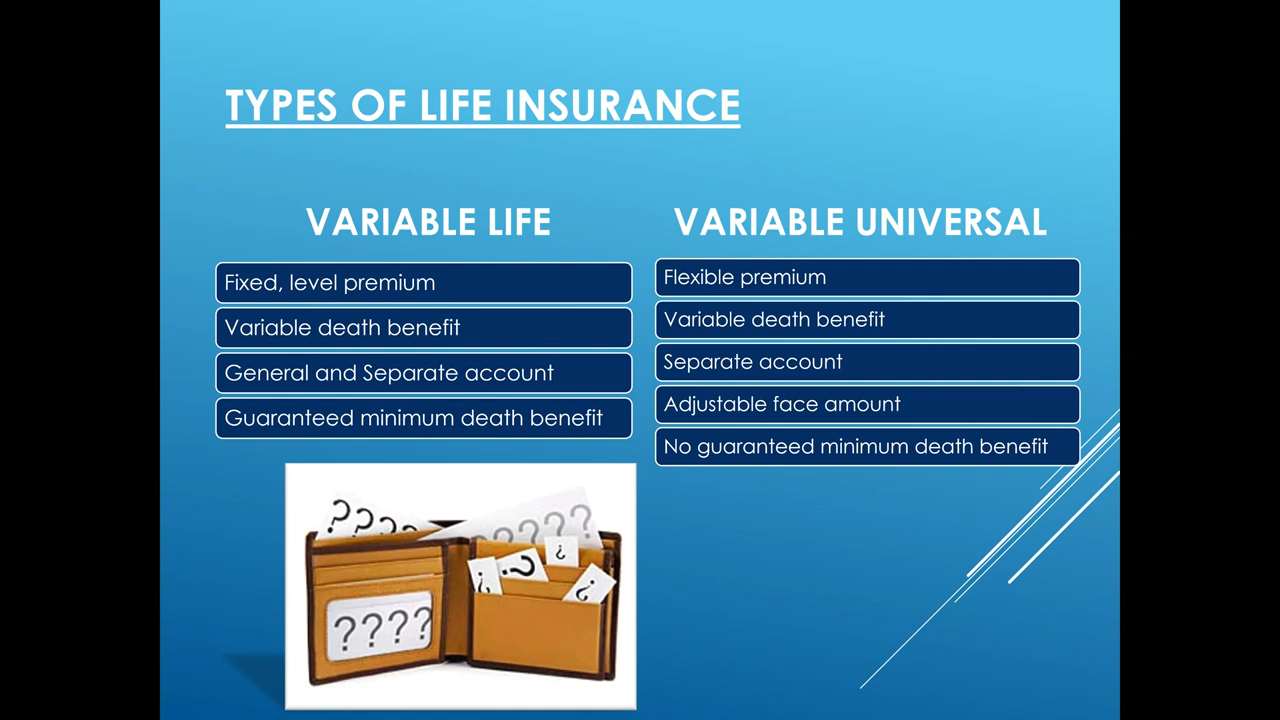 TYPES OF LIFE INSURANCE
VARIABLE LIFE
Fixed, level premium
Variable death benefit
General and Separate account
Guaranteed minimum death benefit
VARIABLE UNIVERSAL
Flexible premium
Variable death benefit
Separate account
Adjustable face amount
No guaranteed minimum death benefit
????
?????
?
?
?
?
????